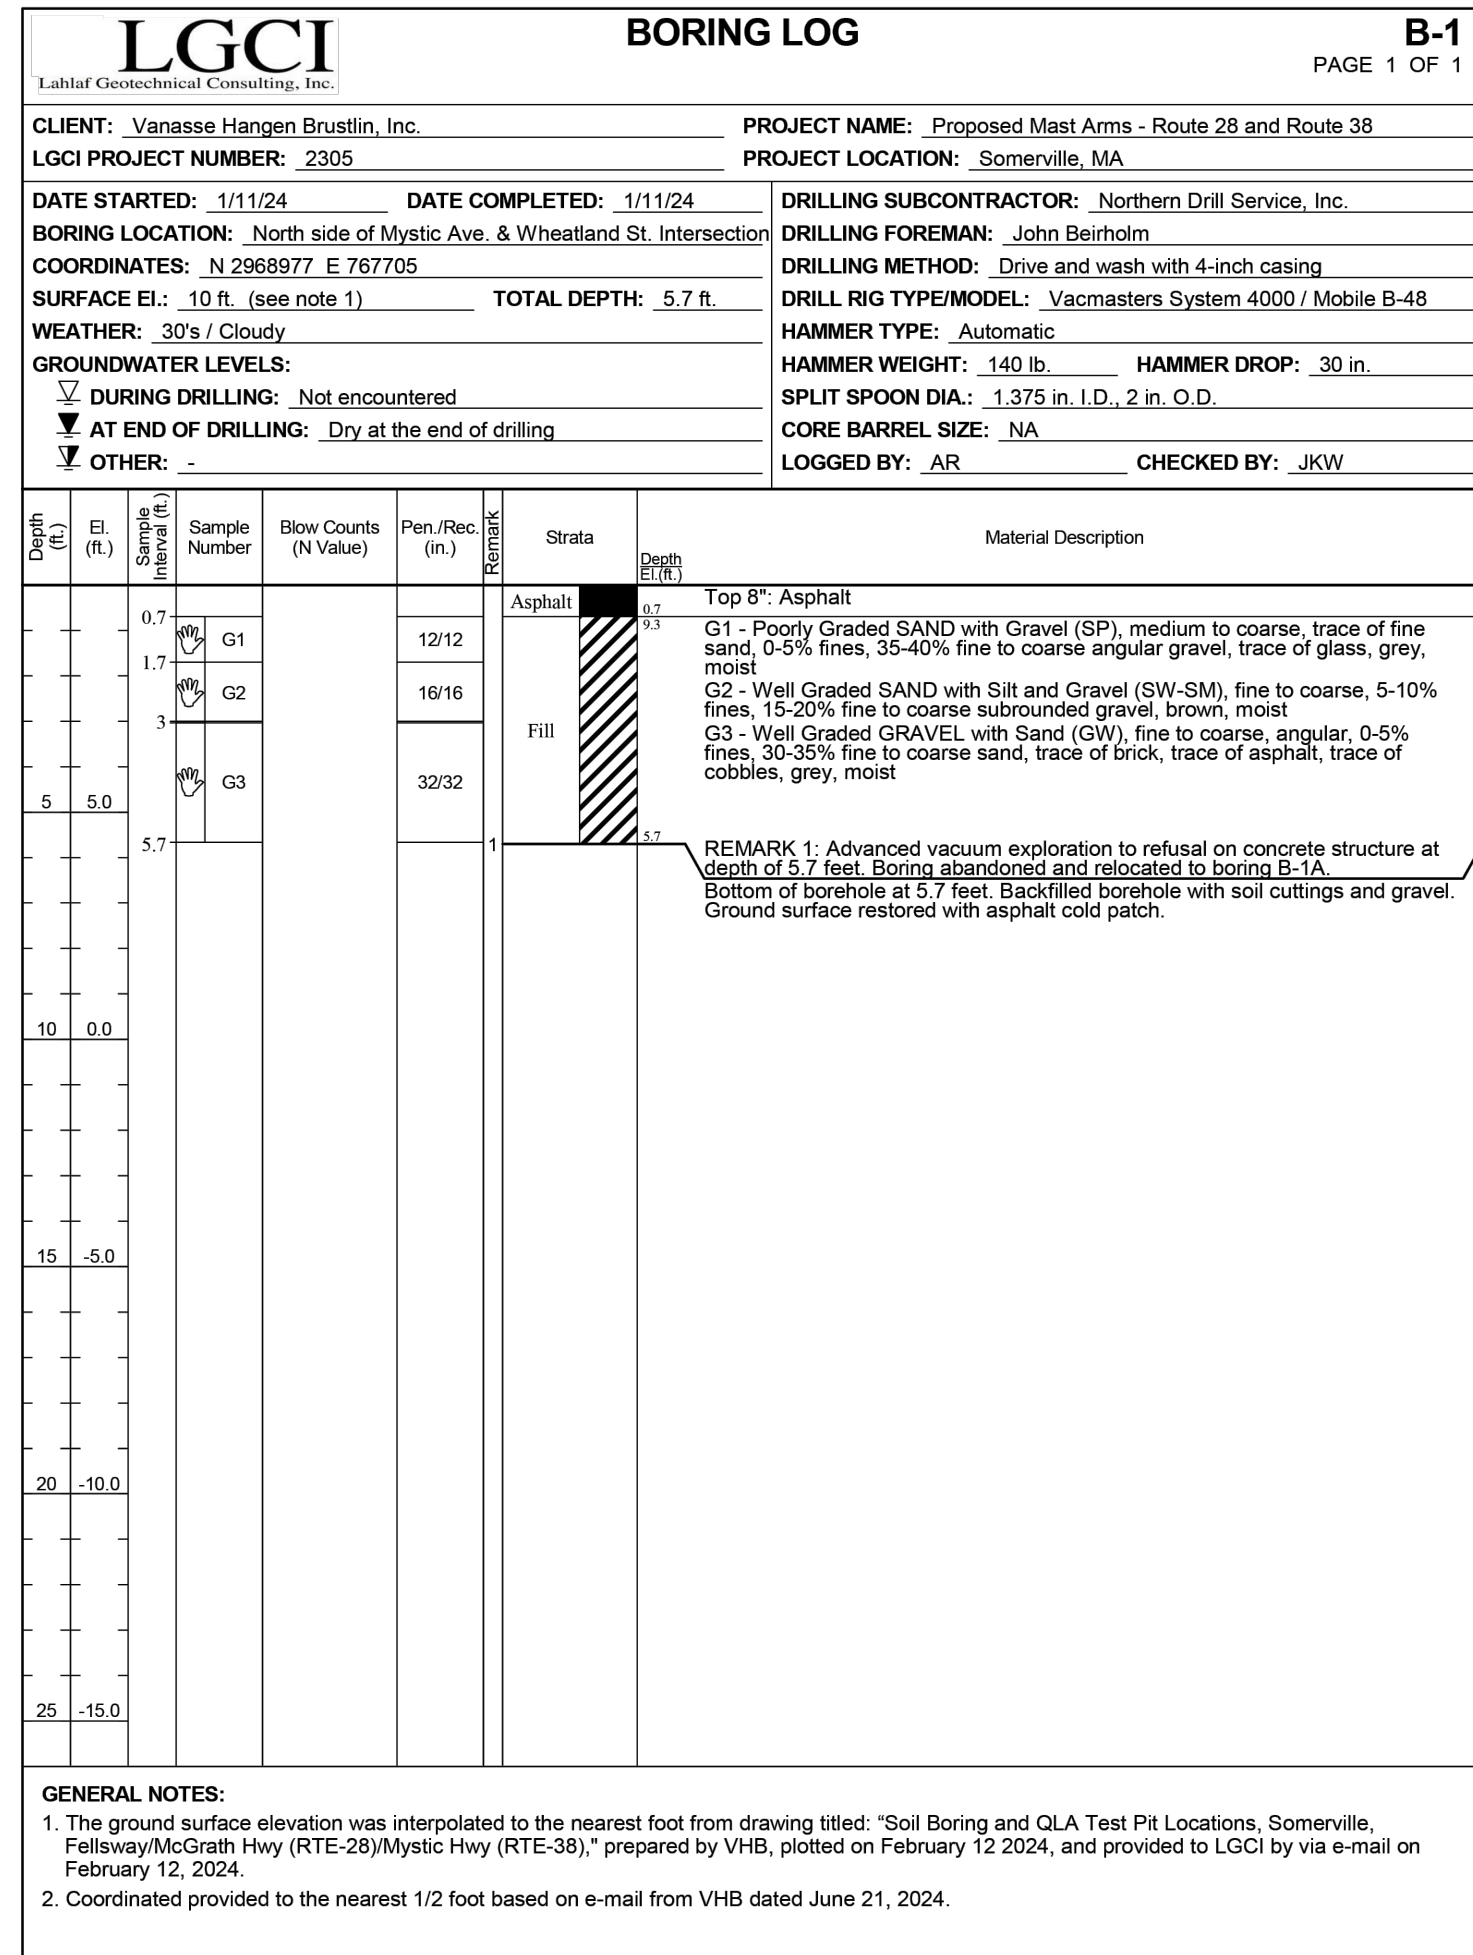 LGCI
Lahlaf Geotechnical Consulting, Inc.
BORING LOG
B-1
PAGE 1 OF 1
CLIENT: Vanasse Hangen Brustlin, Inc.
PROJECT NAME: Proposed Mast Arms - Route 28 and Route 38
LGCI PROJECT NUMBER: 2305
PROJECT LOCATION: Somerville, MA
DATE STARTED: 1/11/24 DATE COMPLETED: 1/11/24
BORING LOCATION: North side of Mystic Ave. & Wheatland St. Intersection
COORDINATES: N 2968977 E 767705
SURFACE El.: 10 ft. (see note 1) TOTAL DEPTH: 5.7 ft.
WEATHER: 30's / Cloudy
GROUNDWATER LEVELS:
DURING DRILLING: Not encountered
AT END OF DRILLING: Dry at the end of drilling
OTHER: -
DRILLING SUBCONTRACTOR: Northern Drill Service, Inc.
DRILLING FOREMAN: John Beirholm
DRILLING METHOD: Drive and wash with 4-inch casing
DRILL RIG TYPE/MODEL: Vacmasters System 4000 / Mobile B-48
HAMMER TYPE: Automatic
HAMMER WEIGHT: 140 lb. HAMMER DROP: 30 in.
SPLIT SPOON DIA.: 1.375 in. I.D., 2 in. O.D.
CORE BARREL SIZE: NA
LOGGED BY: AR CHECKED BY: JKW
Depth
(ft.)
El.
(ft.)
Sample
Interval (ft.)
Sample
Number
Blow Counts
(N Value)
Pen./Rec.
(in.)
Remark
Strata
Depth
El.(ft.)
Material Description
Asphalt
0.7
Top 8": Asphalt
0.7
9.3
G1
12/12
G1 - Poorly Graded SAND with Gravel (SP), medium to coarse, trace of fine
sand, 0-5% fines, 35-40% fine to coarse angular gravel, trace of glass, grey,
moist
1.7
G2
16/16
G2 - Well Graded SAND with Silt and Gravel (SW-SM), fine to coarse, 5-10%
fines, 15-20% fine to coarse subrounded gravel, brown, moist
3
Fill
G3
32/32
G3 - Well Graded GRAVEL with Sand (GW), fine to coarse, angular, 0-5%
fines, 30-35% fine to coarse sand, trace of brick, trace of asphalt, trace of
cobbles, grey, moist
5 5.0
5.7
1
5.7
REMARK 1: Advanced vacuum exploration to refusal on concrete structure at
depth of 5.7 feet. Boring abandoned and relocated to boring B-1A.
Bottom of borehole at 5.7 feet. Backfilled borehole with soil cuttings and gravel.
Ground surface restored with asphalt cold patch.
10 0.0
15 -5.0
20 -10.0
25 -15.0
GENERAL NOTES:
1. The ground surface elevation was interpolated to the nearest foot from drawing titled: “Soil Boring and QLA Test Pit Locations, Somerville,
Fellsway/McGrath Hwy (RTE-28)/Mystic Hwy (RTE-38)," prepared by VHB, plotted on February 12 2024, and provided to LGCI by via e-mail on
February 12, 2024.
2. Coordinated provided to the nearest 1/2 foot based on e-mail from VHB dated June 21, 2024.